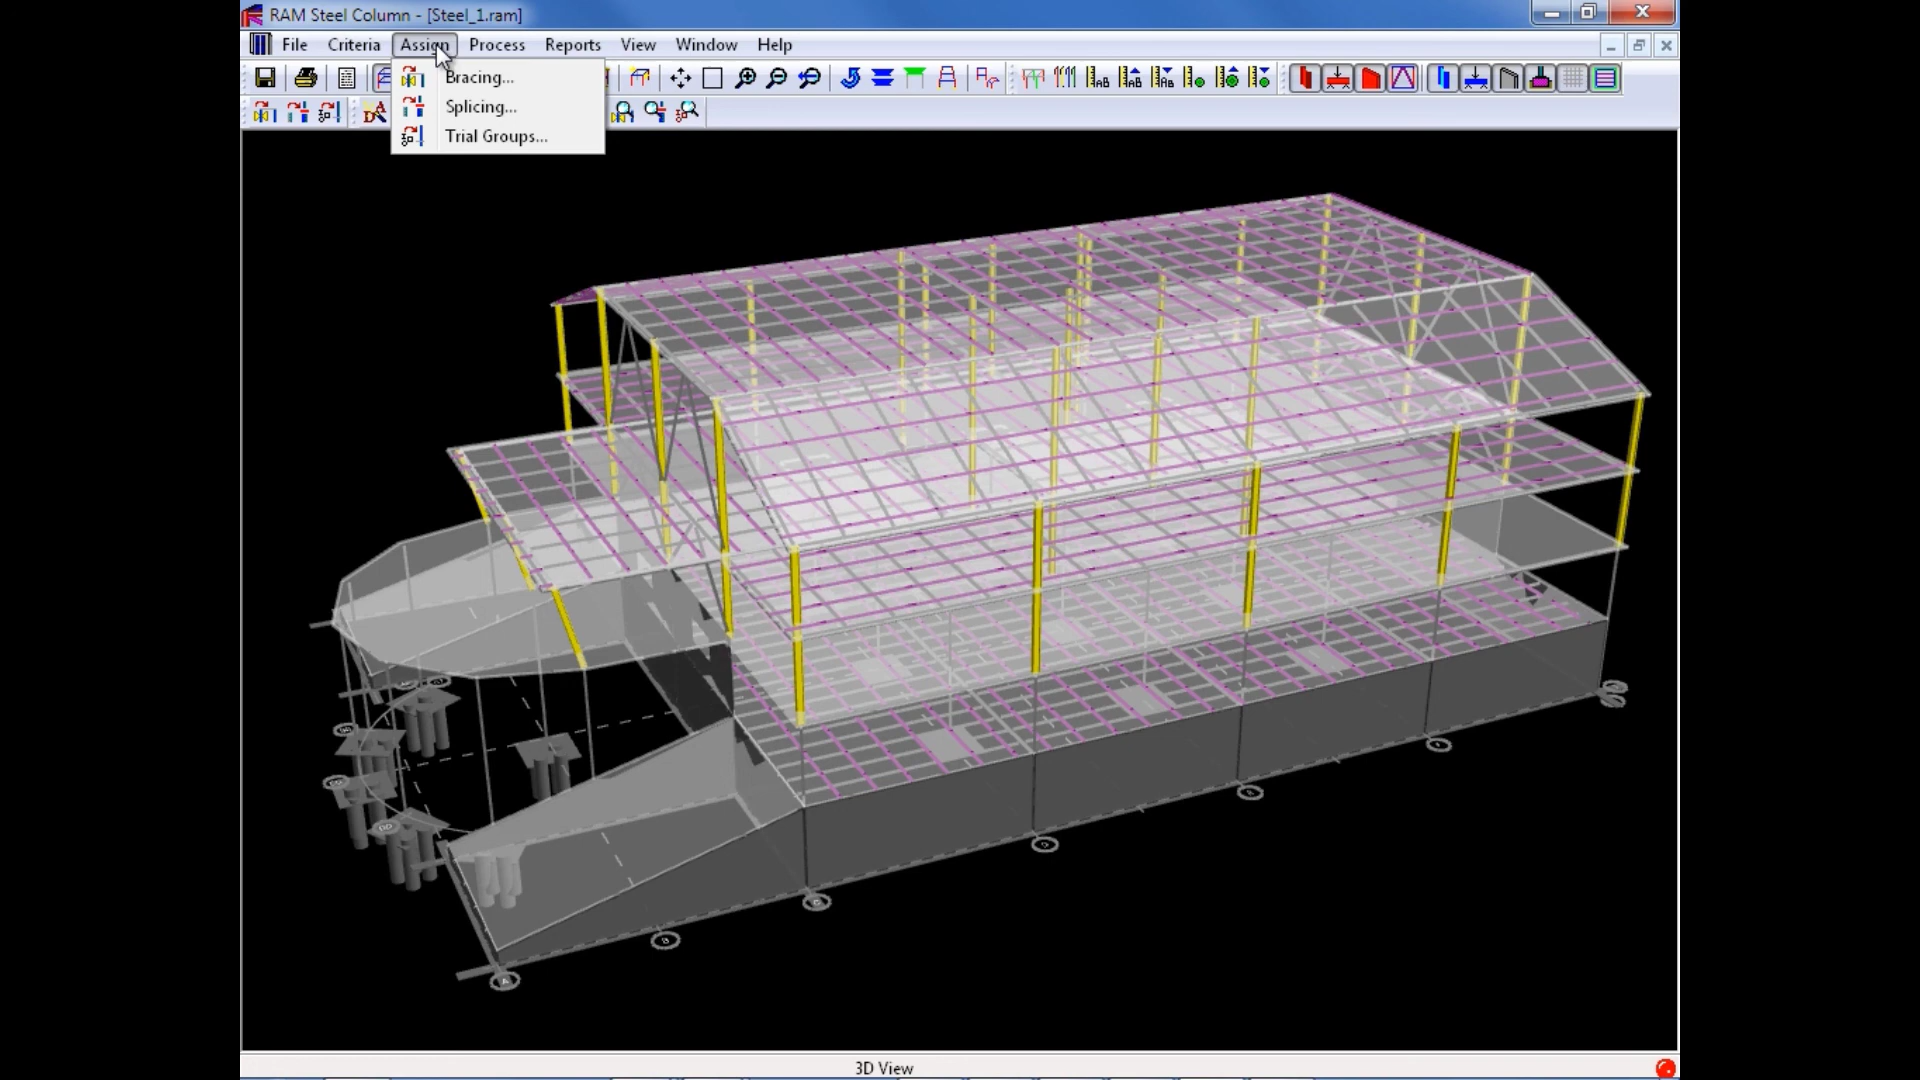 RAM Steel Column - [Steel_1.ram]
File Criteria Assign Process Reports View Window Help
Bracing...
Splicing...
Trial Groups...
3D View